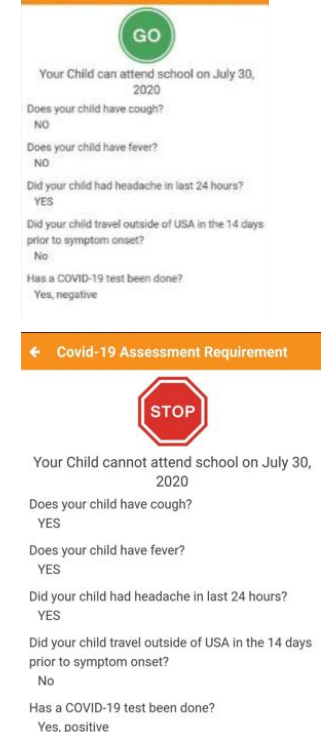 GO
Your Child can attend school on July 30,
2020
Does your child have cough?
NO
Does your child have fever?
NO
Did your child had headache in last 24 hours?
YES
Did your child travel outside of USA in the 14 days
prior to symptom onset?
No
Has a COVID-19 test been done?
Yes, negative
Covid-19 Assessment Requirement
STOP
Your Child cannot attend school on July 30,
2020
Does your child have cough?
YES
Does your child have fever?
YES
Did your child had headache in last 24 hours?
YES
Did your child travel outside of USA in the 14 days
prior to symptom onset?
No
Has a COVID-19 test been done?
Yes, positive